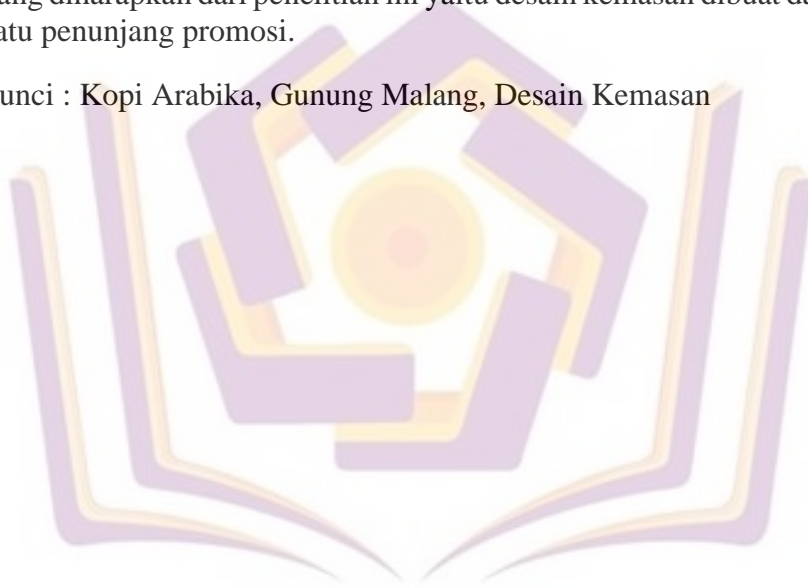 ang diharapkan dari penelitian ini yaitu desain kemasan dibuat da
atu penunjang promosi.
unci : Kopi Arabika, Gunung Malang, Desain Kemasan